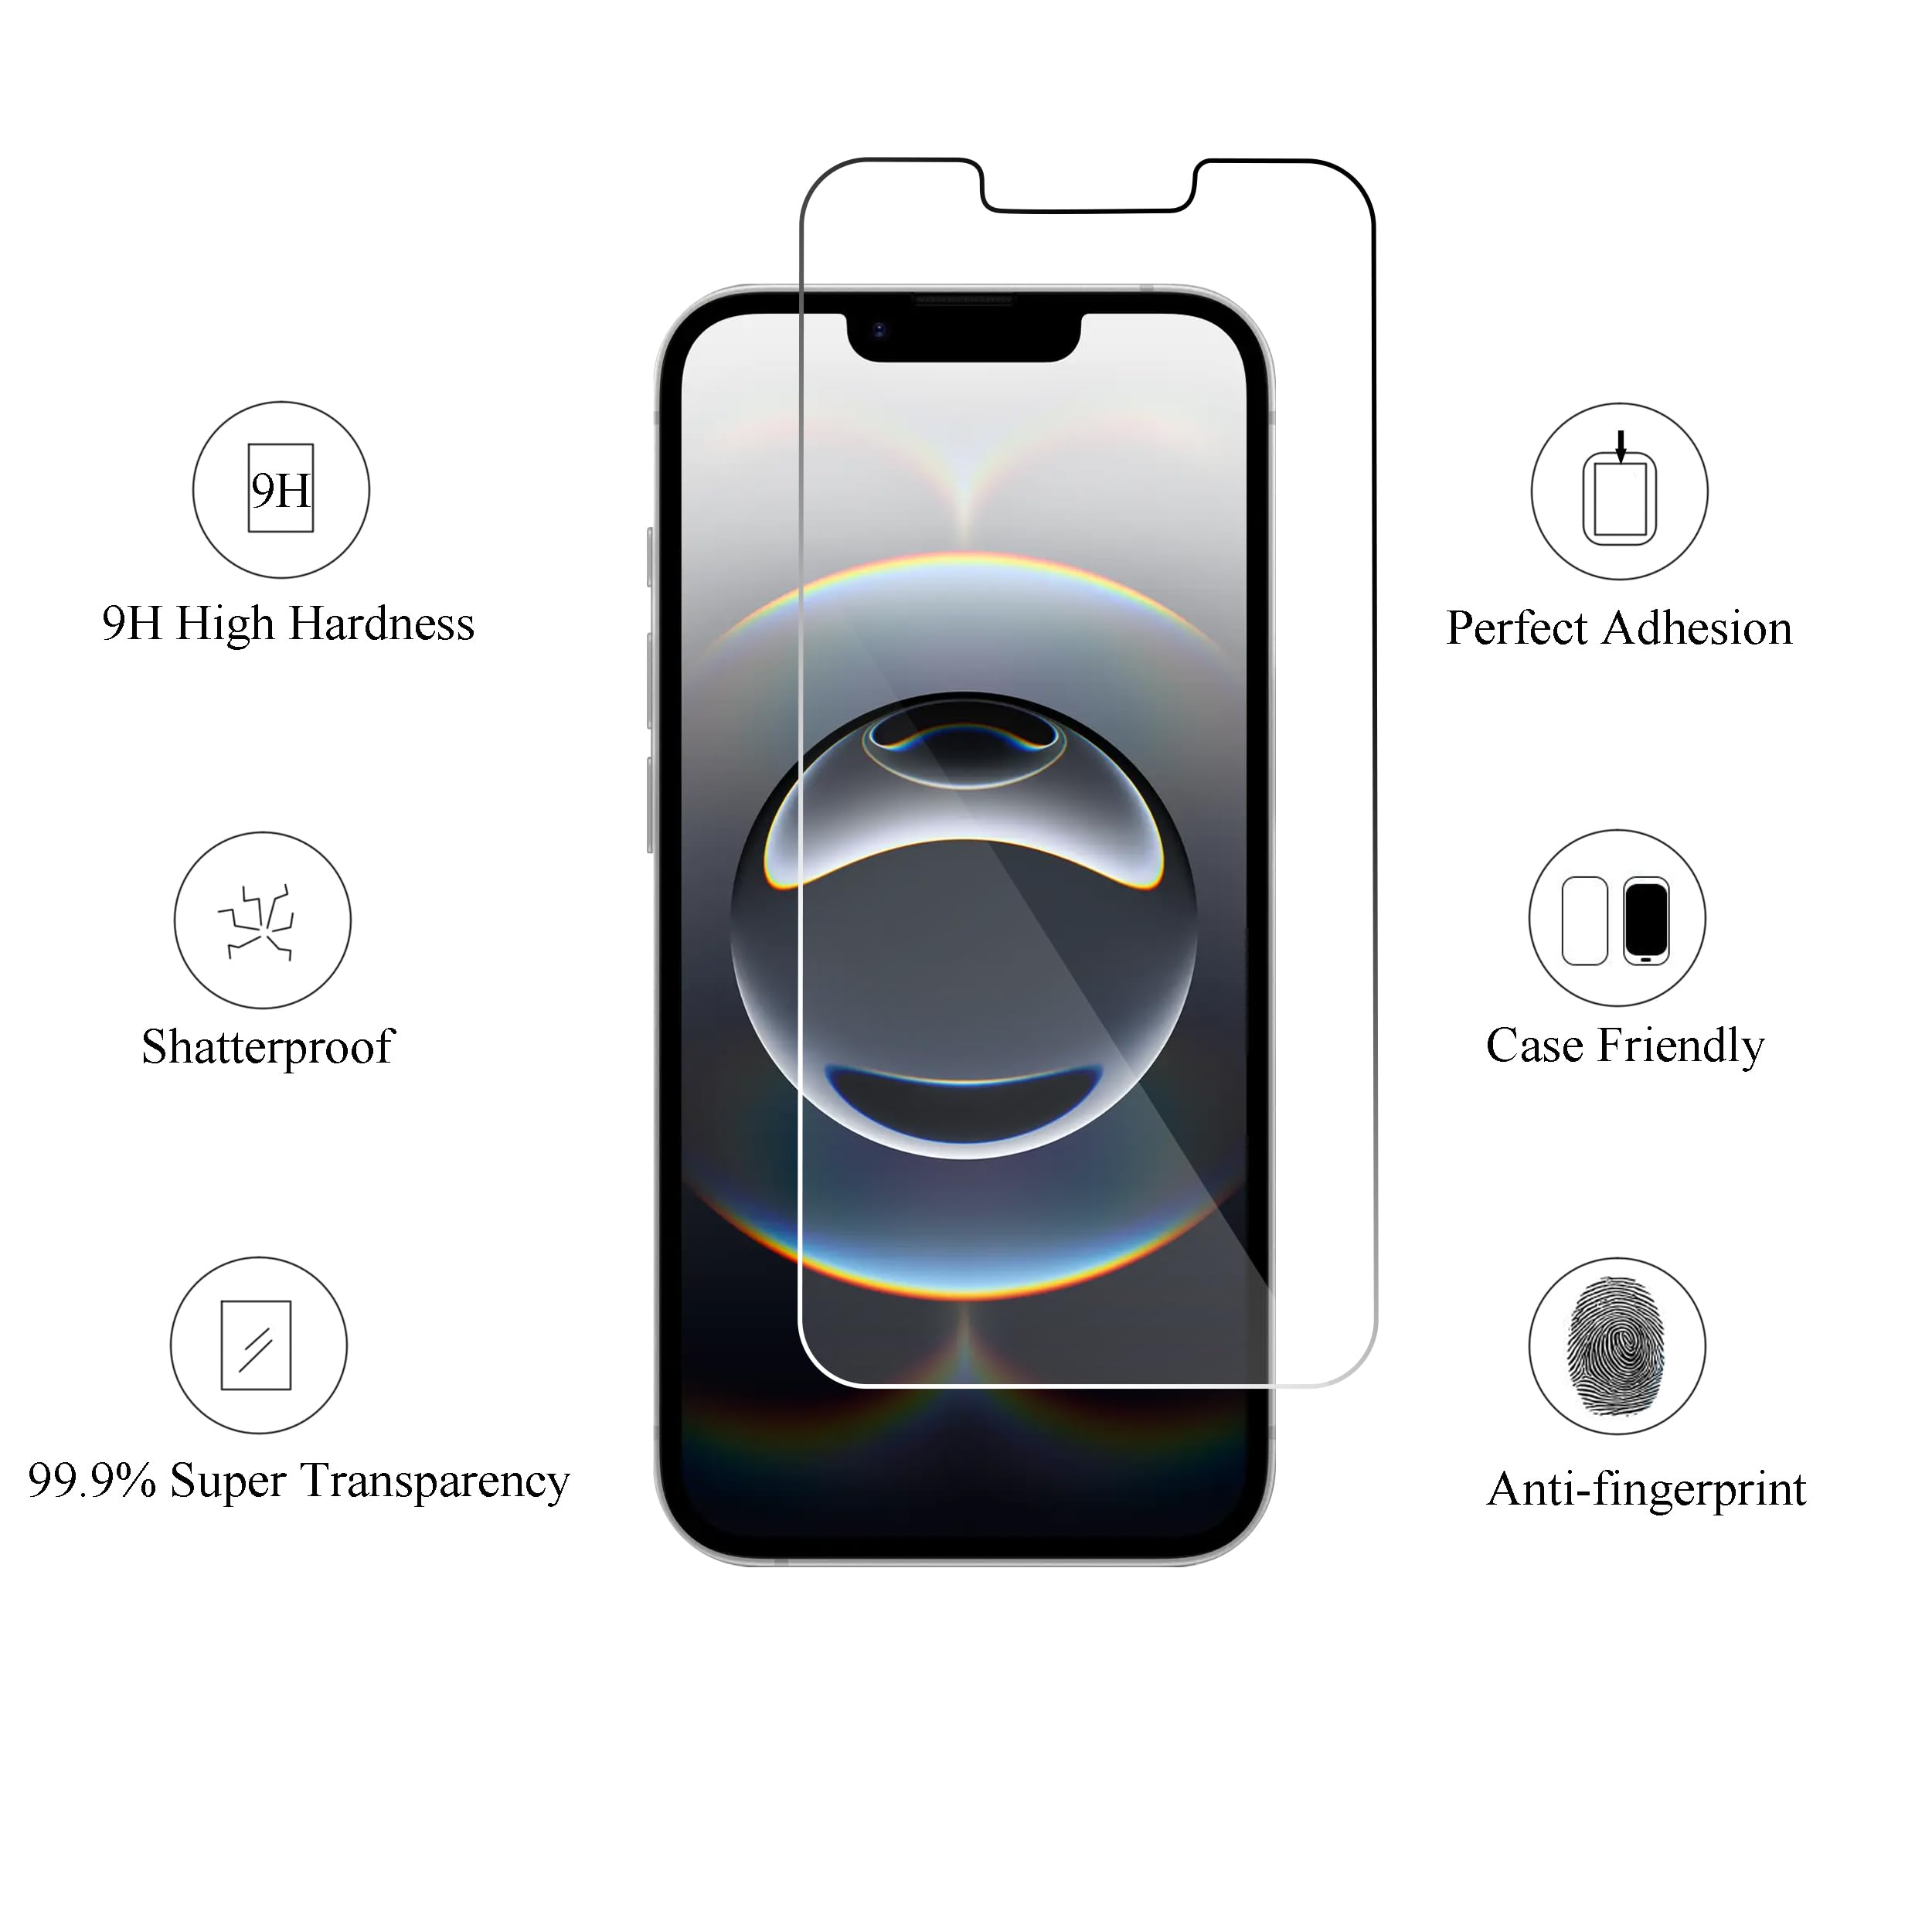 9H
9H High Hardness
Shatterproof
99.9% Super Transparency
Perfect Adhesion
Case Friendly
Anti-fingerprint